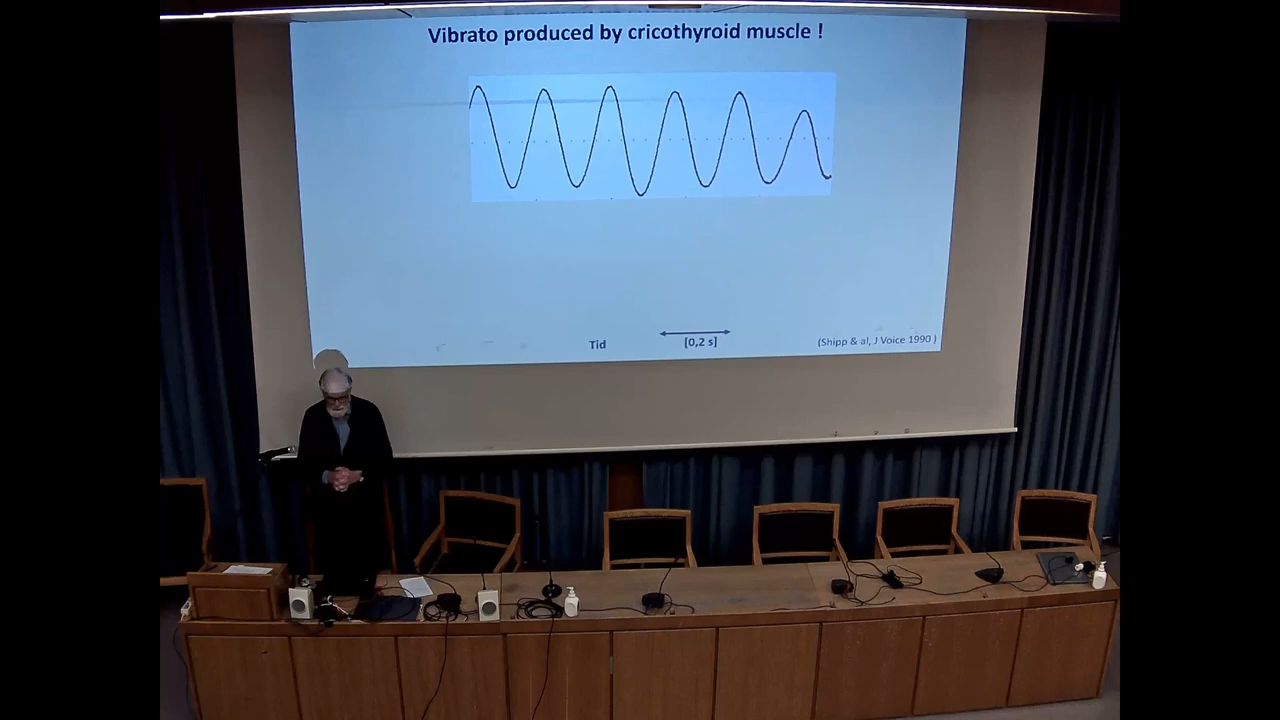 Vibrato produced by cricothyroid muscle !
Tid
[0,2 s]
(Shipp & al, J Voice 1990 )